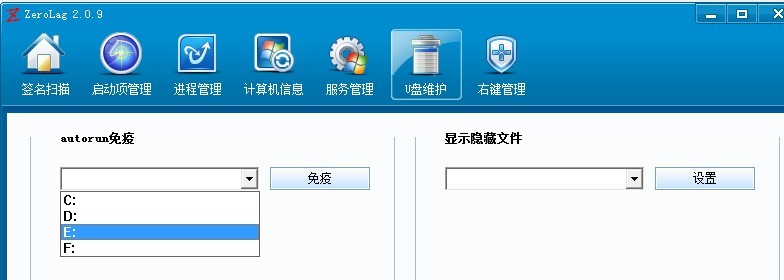 ZeroLag 2.0.9
签名扫描 启动项管理 进程管理 计算机信息 服务管理 U盘维护 右键管理
autorun免疫 显示隐藏文件
免疫 设置
C:
D:
E:
F: